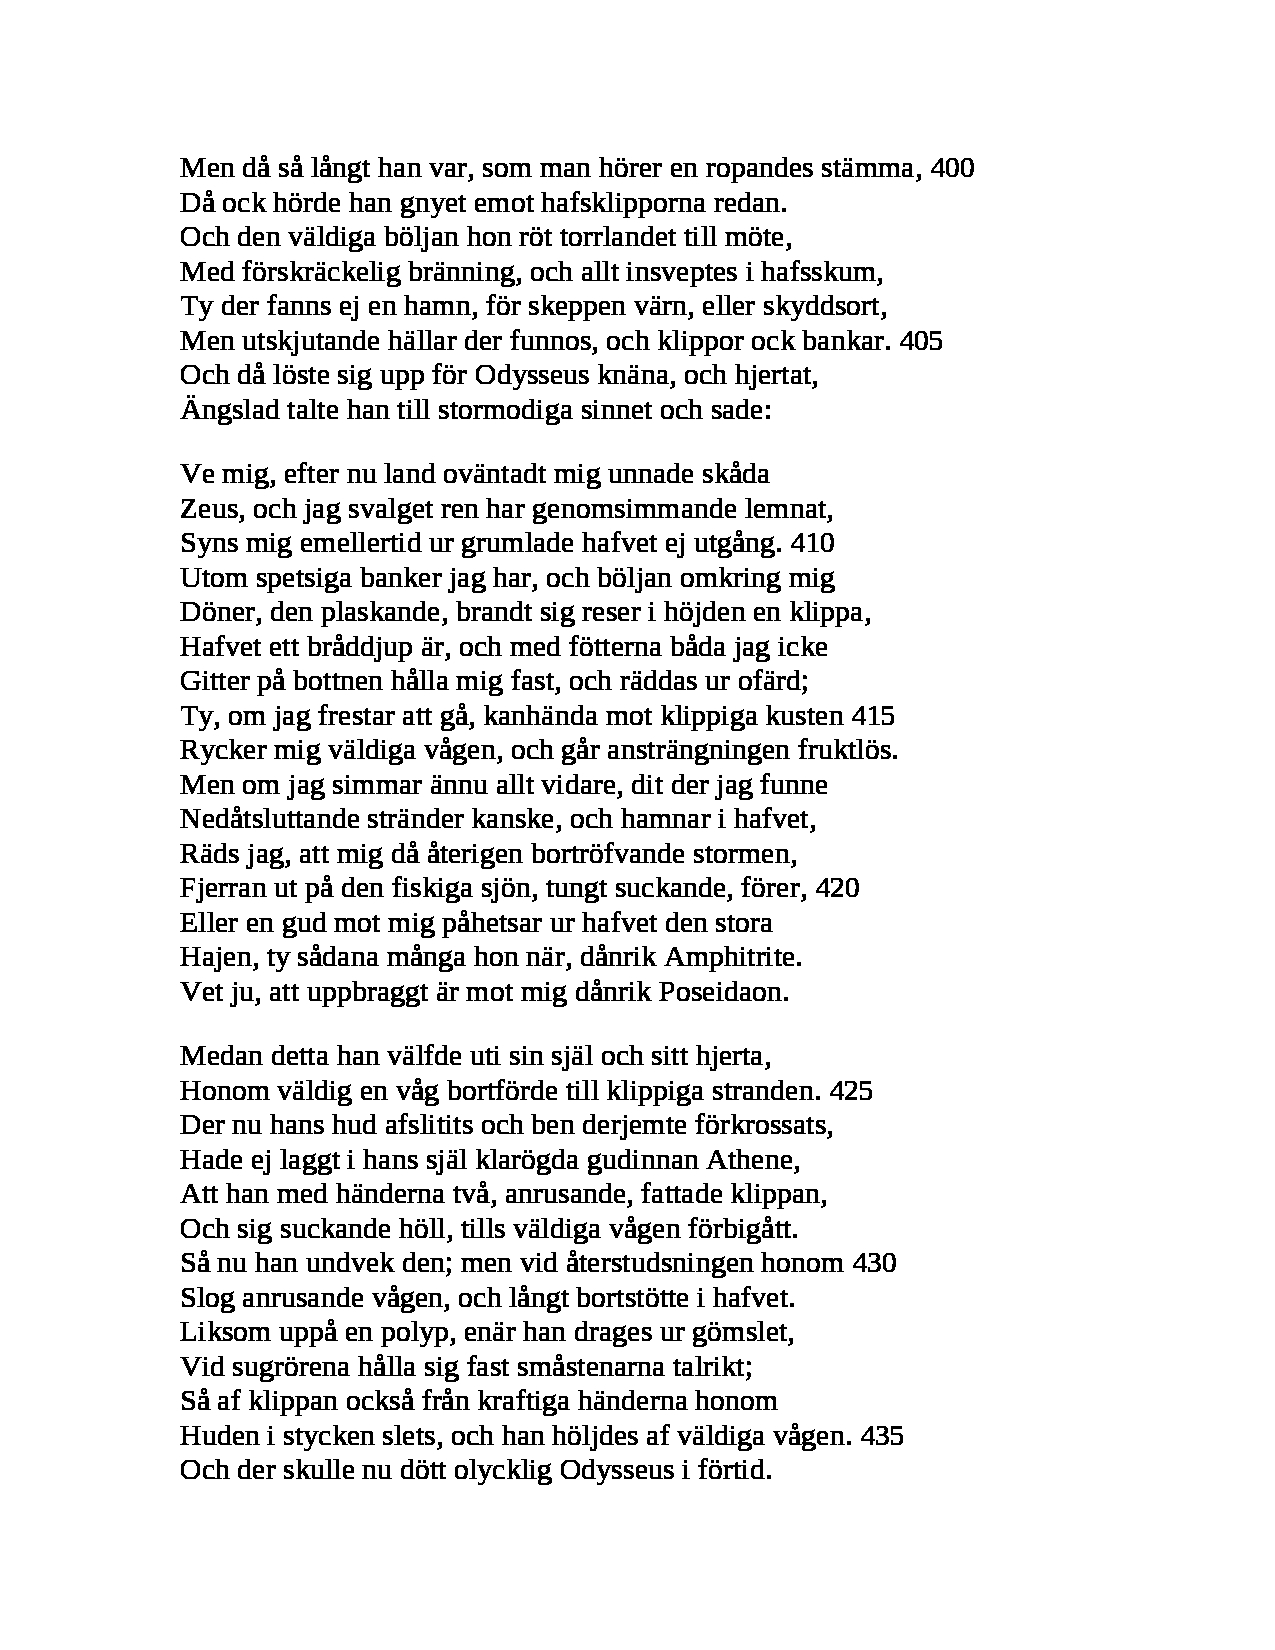 Men då så långt han var, som man hörer en ropandes stämma, 400
Då ock hörde han gnyet emot hafsklipporna redan.
Och den väldiga böljan hon röt torrlandet till möte,
Med förskräckelig bränning, och allt insveptes i hafsskum,
Ty der fanns ej en hamn, för skeppen värn, eller skyddsort,
Men utskjutande hällar der funnos, och klippor ock bankar. 405
Och då löste sig upp för Odysseus knäna, och hjertat,
Ängslad talte han till stormodiga sinnet och sade:
Ve mig, efter nu land oväntadt mig unnade skåda
Zeus, och jag svalget ren har genomsimmande lemnat,
Syns mig emellertid ur grumlade hafvet ej utgång. 410
Utom spetsiga banker jag har, och böljan omkring mig
Döner, den plaskande, brandt sig reser i höjden en klippa,
Hafvet ett bråddjup är, och med fötterna båda jag icke
Gitter på bottnen hålla mig fast, och räddas ur ofärd;
Ty, om jag frestar att gå, kanhända mot klippiga kusten 415
Rycker mig väldiga vågen, och går ansträngningen fruktlös.
Men om jag simmar ännu allt vidare, dit der jag funne
Nedåtsluttande stränder kanske, och hamnar i hafvet,
Räds jag, att mig då återigen bortröfvande stormen,
Fjerran ut på den fiskiga sjön, tungt suckande, förer, 420
Eller en gud mot mig påhetsar ur hafvet den stora
Hajen, ty sådana många hon när, dånrik Amphitrite.
Vet ju, att uppbraggt är mot mig dånrik Poseidaon.
Medan detta han välfde uti sin själ och sitt hjerta,
Honom väldig en våg bortförde till klippiga stranden. 425
Der nu hans hud afslitits och ben derjemte förkrossats,
Hade ej laggt i hans själ klarögda gudinnan Athene,
Att han med händerna två, anrusande, fattade klippan,
Och sig suckande höll, tills väldiga vågen förbigått.
Så nu han undvek den; men vid återstudsningen honom 430
Slog anrusande vågen, och långt bortstötte i hafvet.
Liksom uppå en polyp, enär han drages ur gömslet,
Vid sugrörena hålla sig fast småstenarna talrikt;
Så af klippan också från kraftiga händerna honom
Huden i stycken slets, och han höljdes af väldiga vågen. 435
Och der skulle nu dött olycklig Odysseus i förtid.